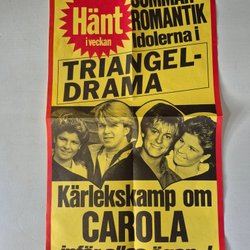 Hänt
i veckan
SOMMAR-
ROMANTIK
Idolerna i
TRIANGEL-
DRAMA
Kärlekskamp om
CAROLA